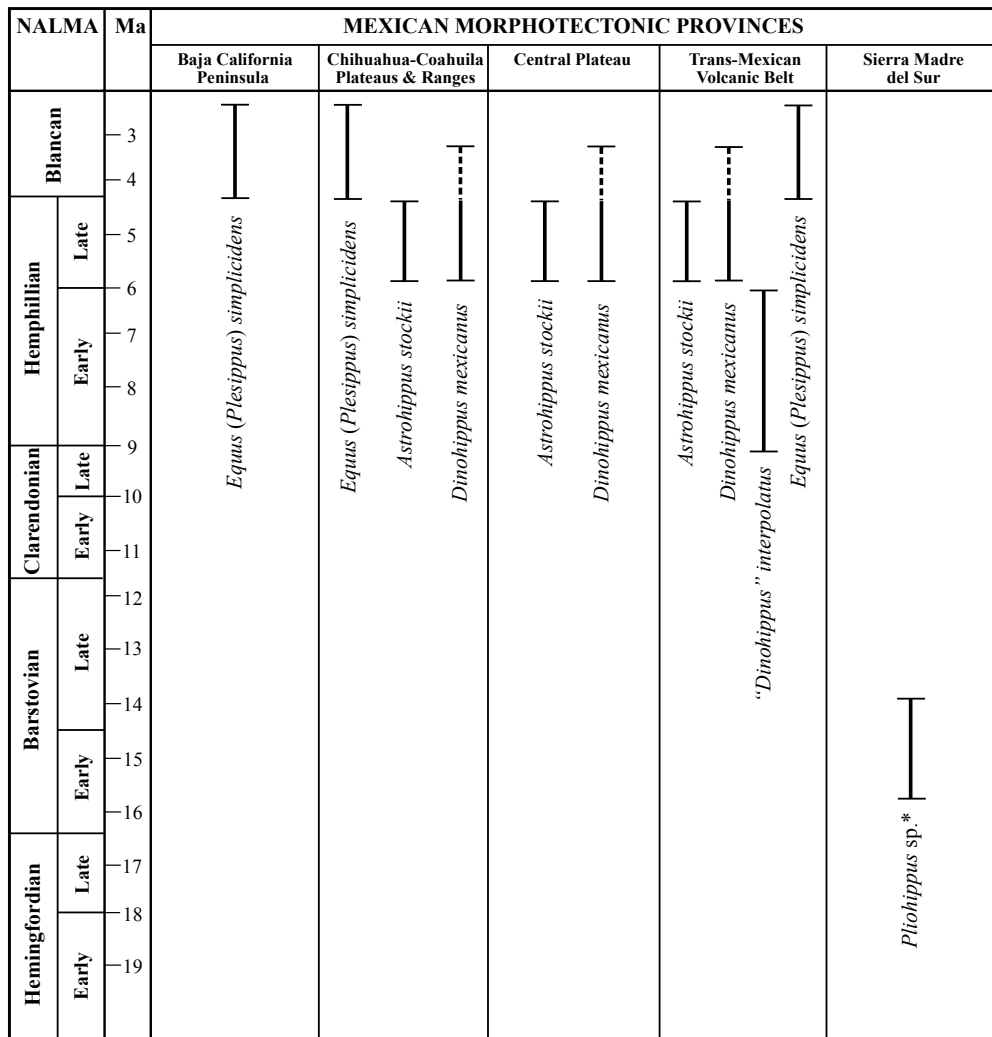 NALMA
Ma
MEXICAN MORPHOTECTONIC PROVINCES
Baja California
Peninsula
Chihuahua-Coahuila
Plateaus & Ranges
Central Plateau
Trans-Mexican
Volcanic Belt
Sierra Madre
del Sur
Blancan
Hemphillian
Late
Early
Clarendonian
Late
Early
Barstovian
Late
Early
Hemingfordian
Late
Early
3
4
5
6
7
8
9
10
11
12
13
14
15
16
17
18
19
Equus (Plesippus) simplicidens
Equus (Plesippus) simplicidens
Astrohippus stockii
Dinohippus mexicanus
Astrohippus stockii
Dinohippus mexicanus
Astrohippus stockii
Dinohippus mexicanus
“Dinohippus” interpolatus
Equus (Plesippus) simplicidens
Pliohippus sp.*